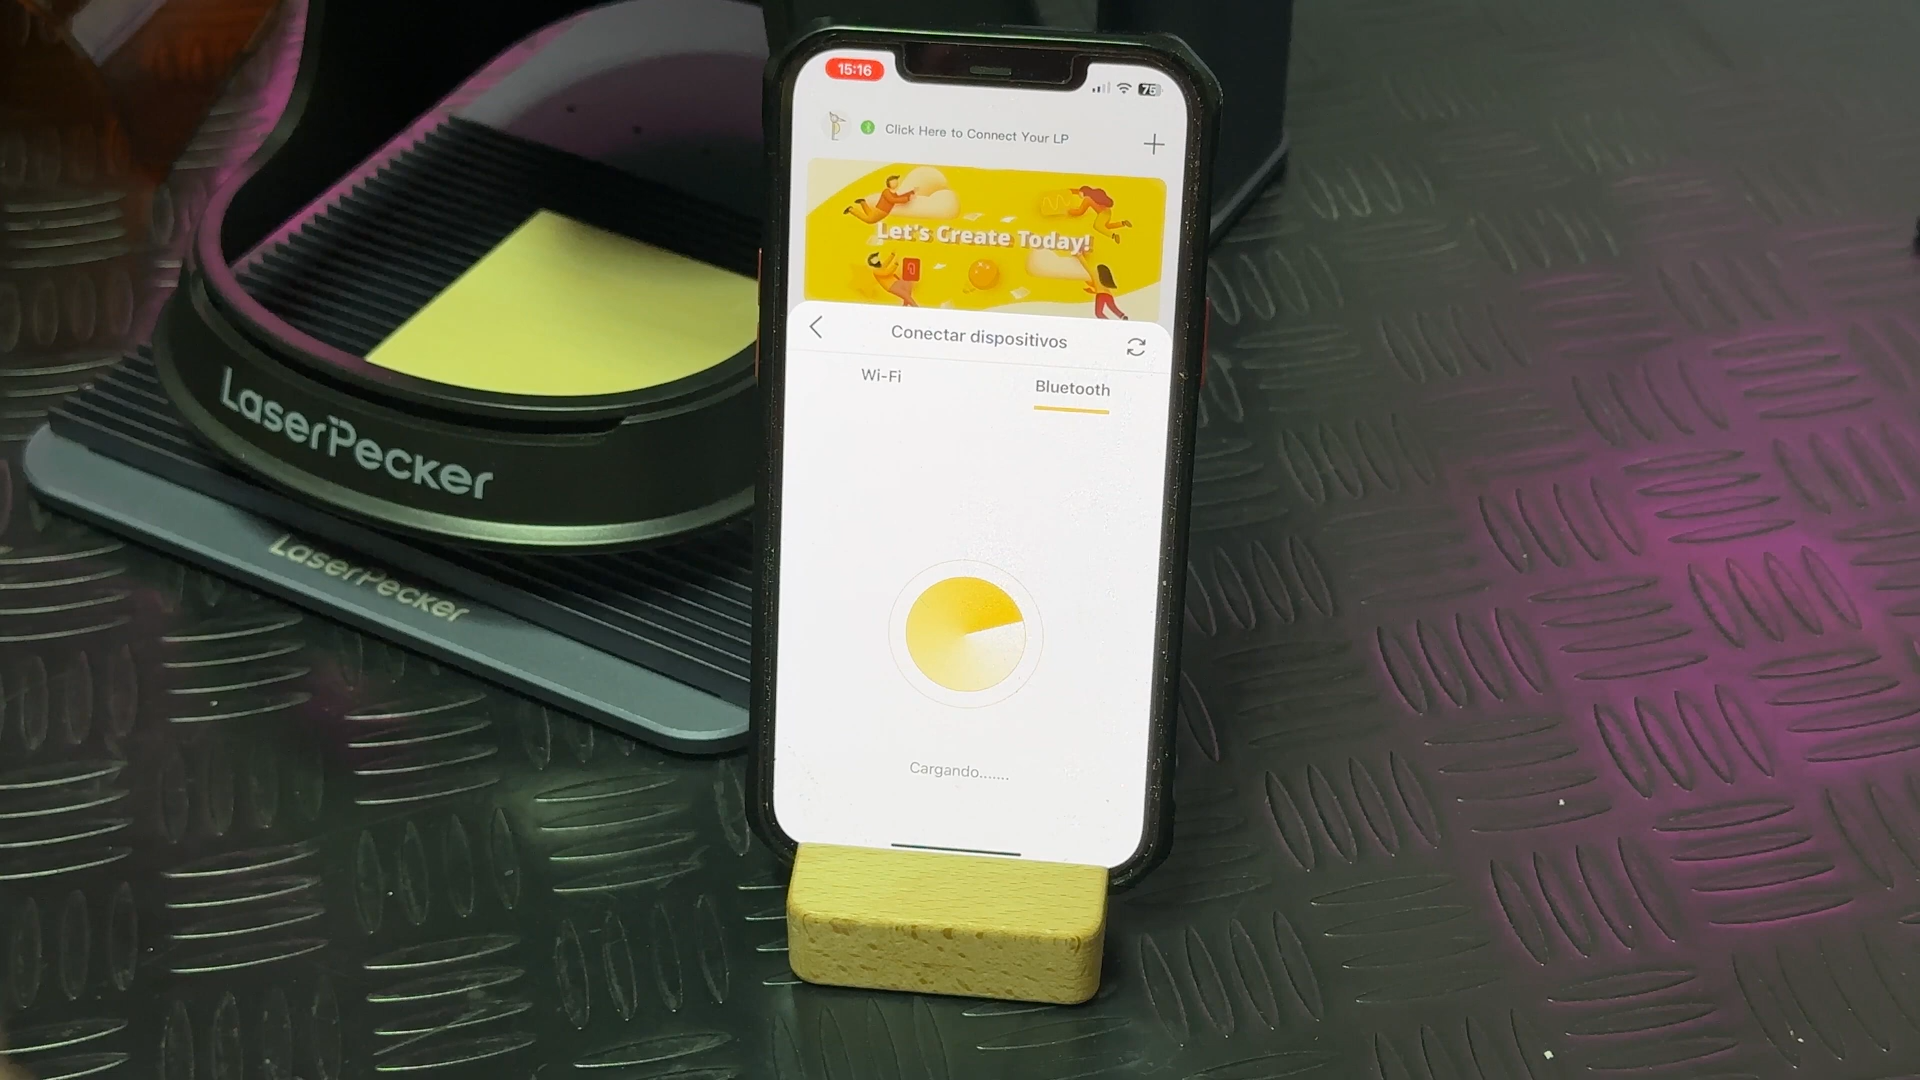 15:16
75
Click Here to Connect Your LP
Let's Create Today!
Conectar dispositivos
Wi-Fi
Bluetooth
Cargando.......
LaserPecker
LaserPecker